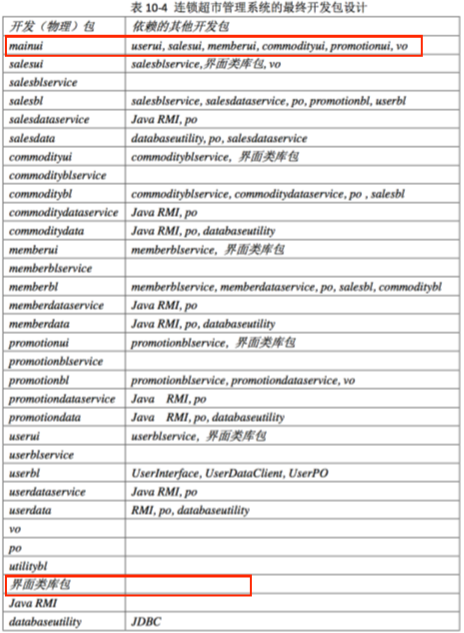 表 10-4 连锁超市管理系统的最终开发包设计
开发（物理）包 依赖的其他开发包
mainui userui, salesui, memberui, commodityui, promotionui, vo
salesui salesblservice,界面类库包, vo
salesblservice
salesbl salesblservice, salesdataservice, po, promotionbl, userbl
salesdataservice Java RMI, po
salesdata databaseutility, po, salesdataservice
commodityui commodityblservice, 界面类库包
commodityblservice
commoditybl commodityblservice, commoditydataservice, po , salesbl
commoditydataservice Java RMI, po
commoditydata Java RMI, po, databaseutility
memberui memberblservice, 界面类库包
memberblservice
memberbl memberblservice, memberdataservice, po, salesbl, commoditybl
memberdataservice Java RMI, po
memberdata Java RMI, po, databaseutility
promotionui promotionblservice, 界面类库包
promotionblservice
promotionbl promotionblservice, promotiondataservice, vo
promotiondataservice Java RMI, po
promotiondata Java RMI, po, databaseutility
userui userblservice, 界面类库包
userblservice
userbl UserInterface, UserDataClient, UserPO
userdataservice Java RMI, po
userdata RMI, po, databaseutility
vo
po
utilitybl
界面类库包
Java RMI
databaseutility JDBC